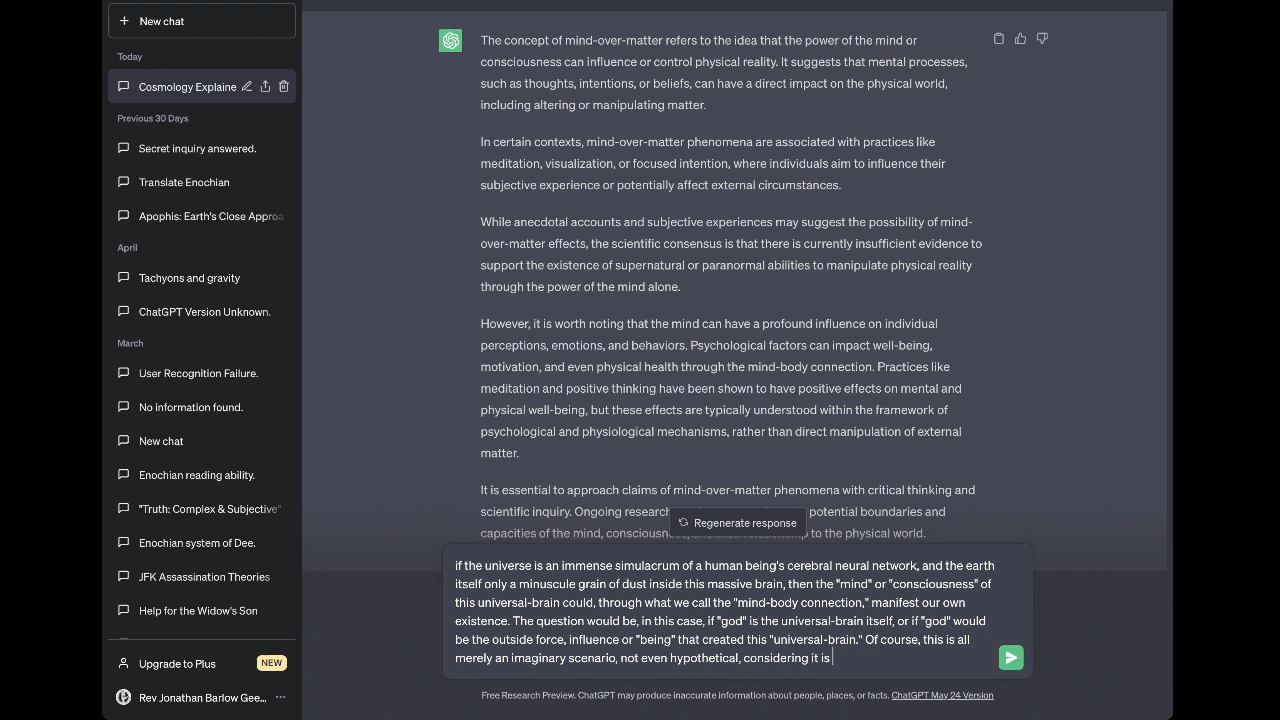 New chat
Today
Cosmology Explaine
Previous 30 Days
Secret inquiry answered.
Translate Enochian
Apophis: Earth's Close Approa
April
Tachyons and gravity
ChatGPT Version Unknown.
March
User Recognition Failure.
No information found.
New chat
Enochian reading ability.
"Truth: Complex & Subjective"
Enochian system of Dee.
JFK Assassination Theories
Help for the Widow's Son
Upgrade to Plus NEW
Rev Jonathan Barlow Gee...
The concept of mind-over-matter refers to the idea that the power of the mind or
consciousness can influence or control physical reality. It suggests that mental processes,
such as thoughts, intentions, or beliefs, can have a direct impact on the physical world,
including altering or manipulating matter.
In certain contexts, mind-over-matter phenomena are associated with practices like
meditation, visualization, or focused intention, where individuals aim to influence their
subjective experience or potentially affect external circumstances.
While anecdotal accounts and subjective experiences may suggest the possibility of mind-
over-matter effects, the scientific consensus is that there is currently insufficient evidence to
support the existence of supernatural or paranormal abilities to manipulate physical reality
through the power of the mind alone.
However, it is worth noting that the mind can have a profound influence on individual
perceptions, emotions, and behaviors. Psychological factors can impact well-being,
motivation, and even physical health through the mind-body connection. Practices like
meditation and positive thinking have been shown to have positive effects on mental and
physical well-being, but these effects are typically understood within the framework of
psychological and physiological mechanisms, rather than direct manipulation of external
matter.
It is essential to approach claims of mind-over-matter phenomena with critical thinking and
scientific inquiry. Ongoing research potential boundaries and
capacities of the mind, to the physical world.
Regenerate response
if the universe is an immense simulacrum of a human being's cerebral neural network, and the earth
itself only a minuscule grain of dust inside this massive brain, then the "mind" or "consciousness" of
this universal-brain could, through what we call the "mind-body connection," manifest our own
existence. The question would be, in this case, if "god" is the universal-brain itself, or if "god" would
be the outside force, influence or "being" that created this "universal-brain." Of course, this is all
merely an imaginary scenario, not even hypothetical, considering it is
Free Research Preview. ChatGPT may produce inaccurate information about people, places, or facts. ChatGPT May 24 Version